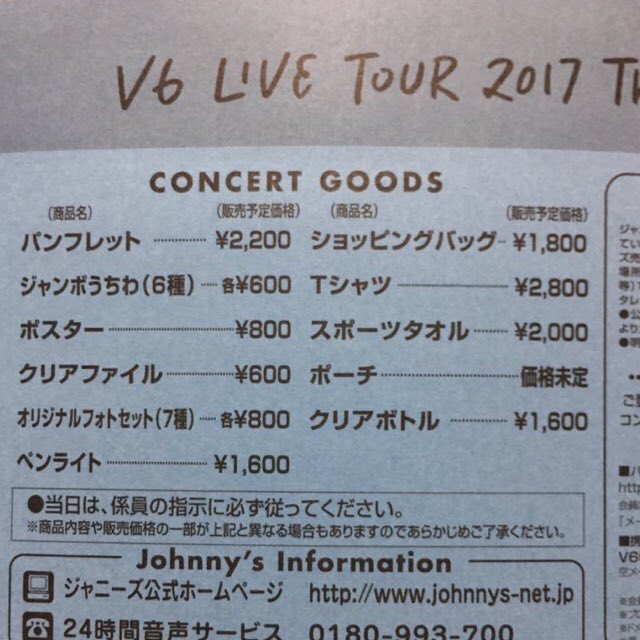 V6 LIVE TOUR 2017
CONCERT GOODS
(商品名) (販売予定価格) (商品名) (販売予定価格)
パンフレット ¥2,200 ショッピングバッグ ¥1,800
ジャンボうちわ(6種) 各¥600 Tシャツ ¥2,800
ポスター ¥800 スポーツタオル ¥2,000
クリアファイル ¥600 ポーチ 価格未定
オリジナルフォトセット(7種) 各¥800 クリアボトル ¥1,600
ペンライト ¥1,600
●当日は、係員の指示に必ず従ってください。
※商品内容や販売価格の一部が上記と異なる場合もありますのであらかじめご了承ください。
Johnny's Information
ジャニーズ公式ホームページ http://www.johnnys-net.jp
24時間音声サービス 0180-993-700